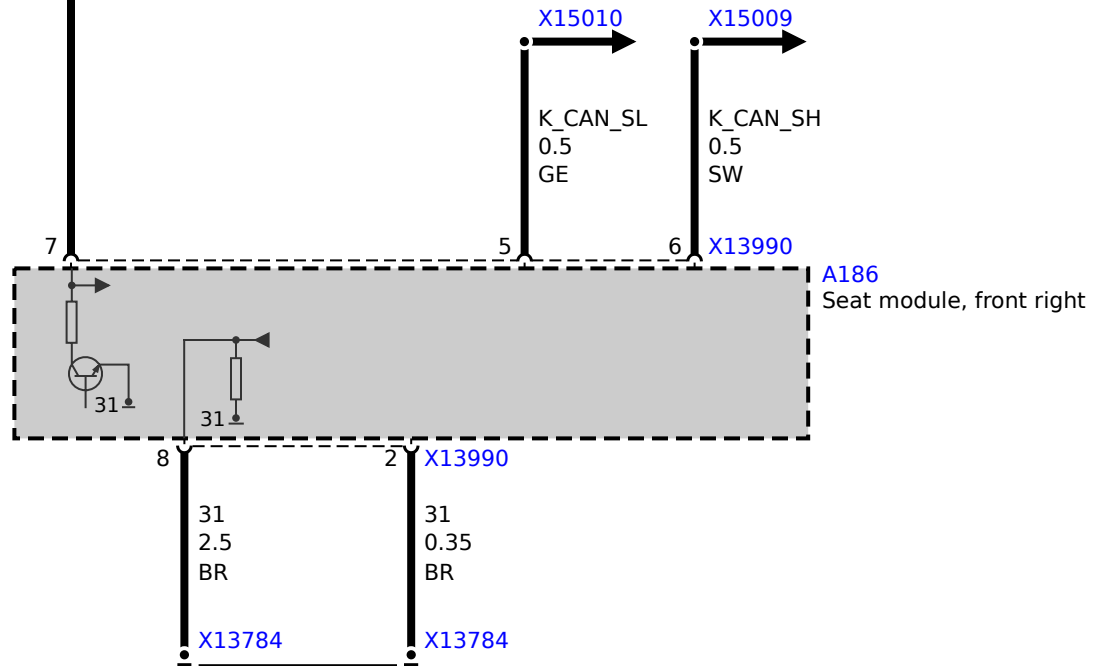 X15010
X15009
K_CAN_SL
0.5
GE
K_CAN_SH
0.5
SW
7
5
6
X13990
A186
Seat module, front right
31
31
8
2
X13990
31
2.5
BR
31
0.35
BR
X13784
X13784